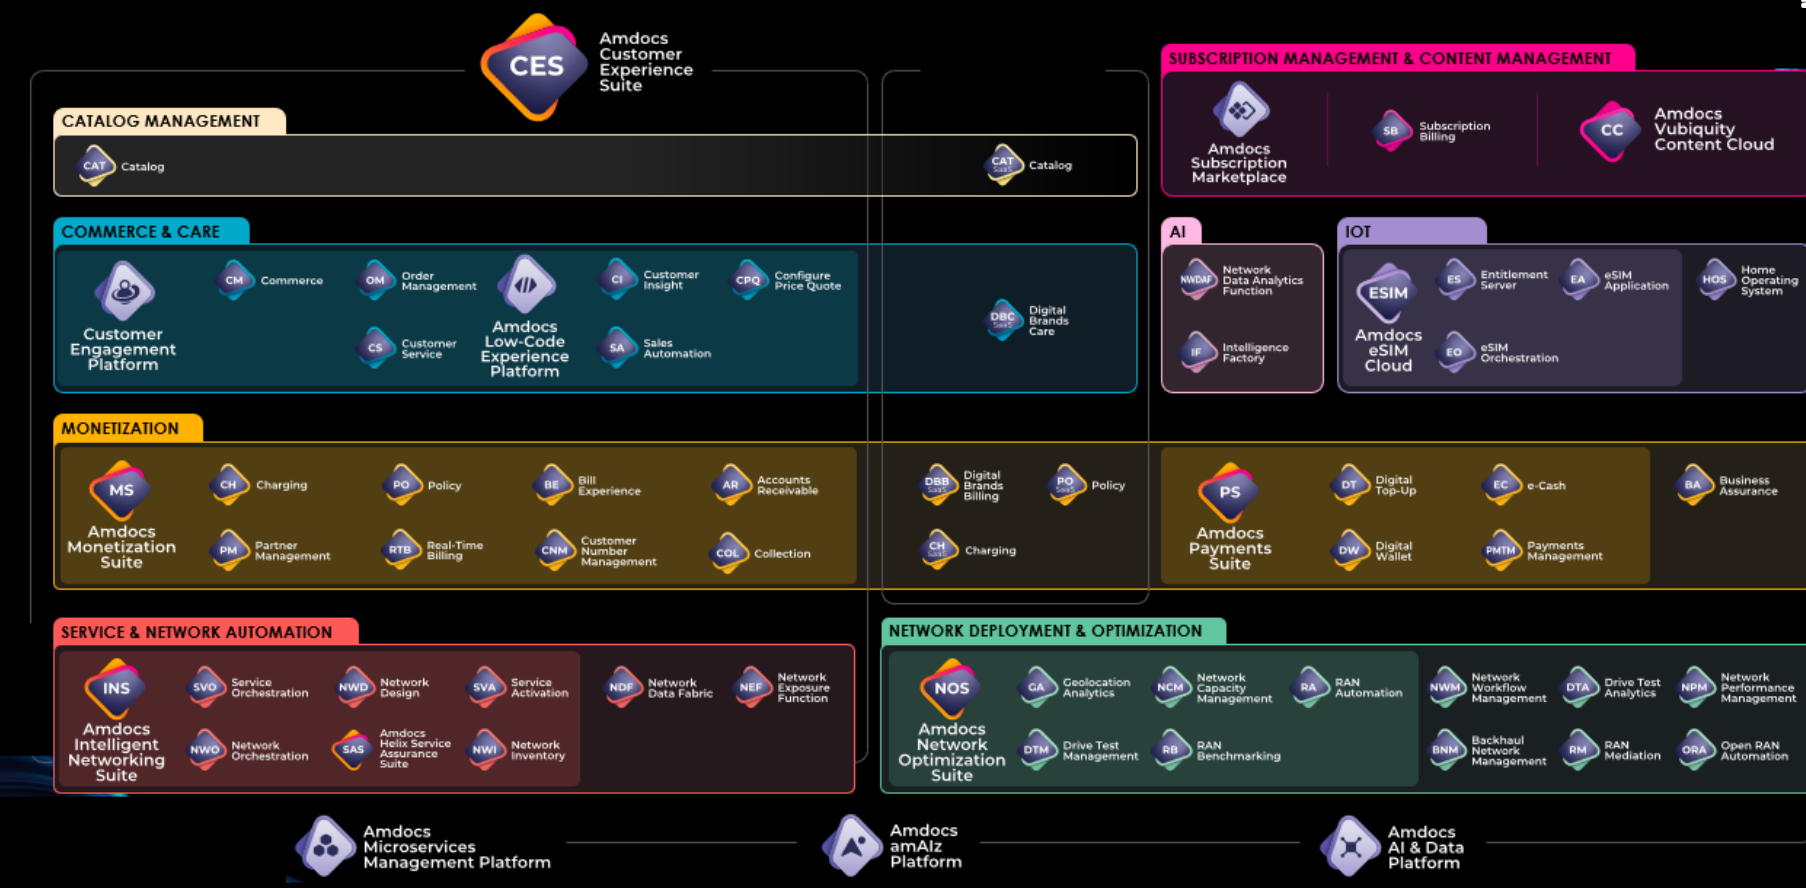 CES
Amdocs
Customer
Experience
Suite
SUBSCRIPTION MANAGEMENT & CONTENT MANAGEMENT
Amdocs
Subscription
Marketplace
SB
Subscription
Billing
CC
Amdocs
Vubiquity
Content Cloud
CATALOG MANAGEMENT
CAT
Catalog
CAT
SaaS
Catalog
COMMERCE & CARE
Customer
Engagement
Platform
CM
Commerce
OM
Order
Management
CS
Customer
Service
Amdocs
Low-Code
Experience
Platform
CI
Customer
Insight
SA
Sales
Automation
CPQ
Configure
Price Quote
DBC
SaaS
Digital
Brands
Care
AI
NWDAF
Network
Data Analytics
Function
IF
Intelligence
Factory
IOT
ESIM
Amdocs
eSIM
Cloud
ES
Entitlement
Server
EA
eSIM
Application
EO
eSIM
Orchestration
HOS
Home
Operating
System
MONETIZATION
MS
Amdocs
Monetization
Suite
CH
Charging
PO
Policy
BE
Bill
Experience
AR
Accounts
Receivable
PM
Partner
Management
RTB
Real-Time
Billing
CNM
Customer
Number
Management
COL
Collection
DBB
SaaS
Digital
Brands
Billing
PO
SaaS
Policy
CH
SaaS
Charging
PS
Amdocs
Payments
Suite
DT
Digital
Top-Up
EC
e-Cash
DW
Digital
Wallet
PMTM
Payments
Management
BA
Business
Assurance
SERVICE & NETWORK AUTOMATION
INS
Amdocs
Intelligent
Networking
Suite
SVO
Service
Orchestration
NWD
Network
Design
SVA
Service
Activation
NWO
Network
Orchestration
SAS
Amdocs
Helix Service
Assurance
Suite
NWI
Network
Inventory
NDF
Network
Data Fabric
NEF
Network
Exposure
Function
NETWORK DEPLOYMENT & OPTIMIZATION
NOS
Amdocs
Network
Optimization
Suite
GA
Geolocation
Analytics
NCM
Network
Capacity
Management
RA
RAN
Automation
DTM
Drive Test
Management
RB
RAN
Benchmarking
NWM
Network
Workflow
Management
DTA
Drive Test
Analytics
NPM
Network
Performance
Management
BNM
Backhaul
Network
Management
RM
RAN
Mediation
ORA
Open RAN
Automation
Amdocs
Microservices
Management Platform
Amdocs
amAIz
Platform
Amdocs
AI & Data
Platform